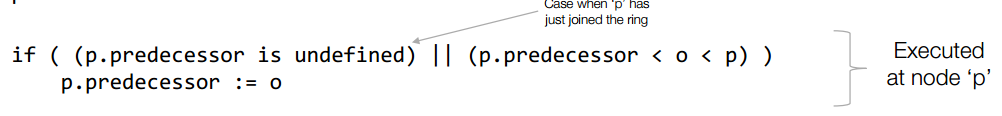 Case when 'p' has
just joined the ring
if ( (p.predecessor is undefined) || (p.predecessor < o < p) )
p.predecessor := o
Executed
at node 'p'